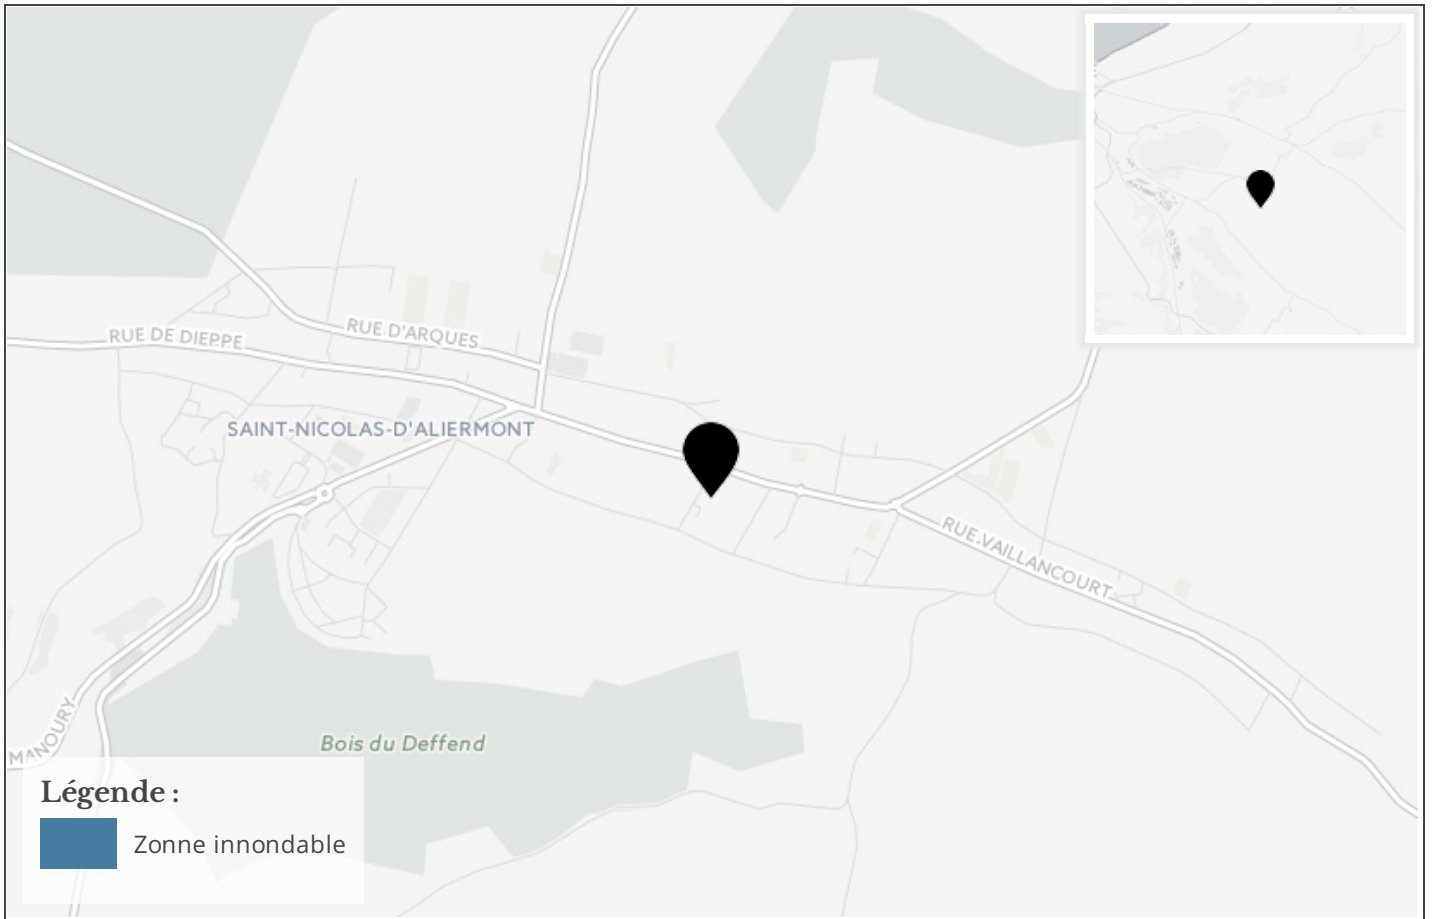 RUE DE DIEPPE
RUE D'ARQUES
SAINT-NICOLAS-D'ALIERMONT
RUE VAILLANCOURT
MANOURY
Bois du Deffend
Légende :
Zonne innondable